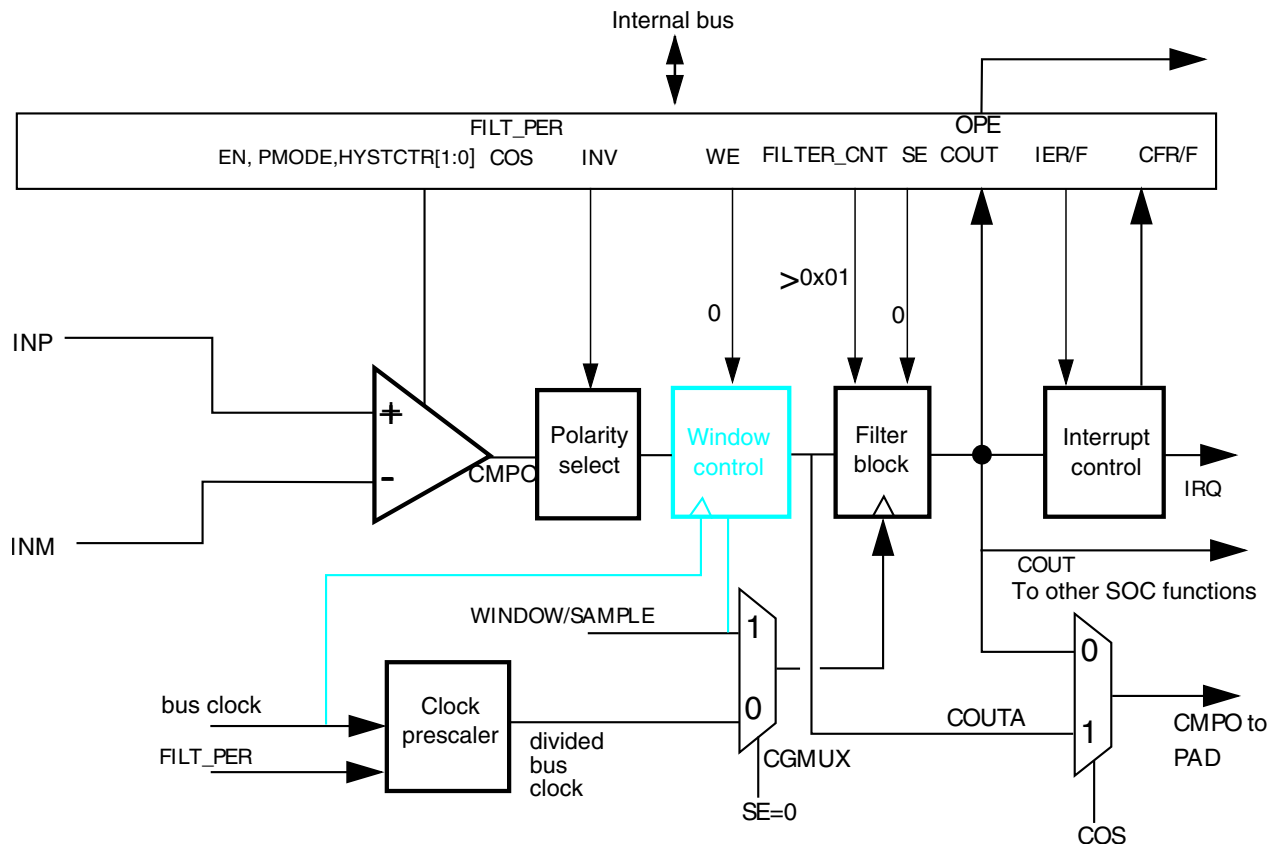 Internal bus
FILT_PER
OPE
EN, PMODE,HYSTCTR[1:0] COS INV WE FILTER_CNT SE COUT IER/F CFR/F
>0x01
0
0
INP
+
-
INM
CMPO
Polarity
select
Window
control
Filter
block
Interrupt
control
IRQ
COUT
To other SOC functions
WINDOW/SAMPLE
1
0
CGMUX
SE=0
bus clock
FILT_PER
Clock
prescaler
divided
bus
clock
COUTA
0
1
CMPO to
PAD
COS